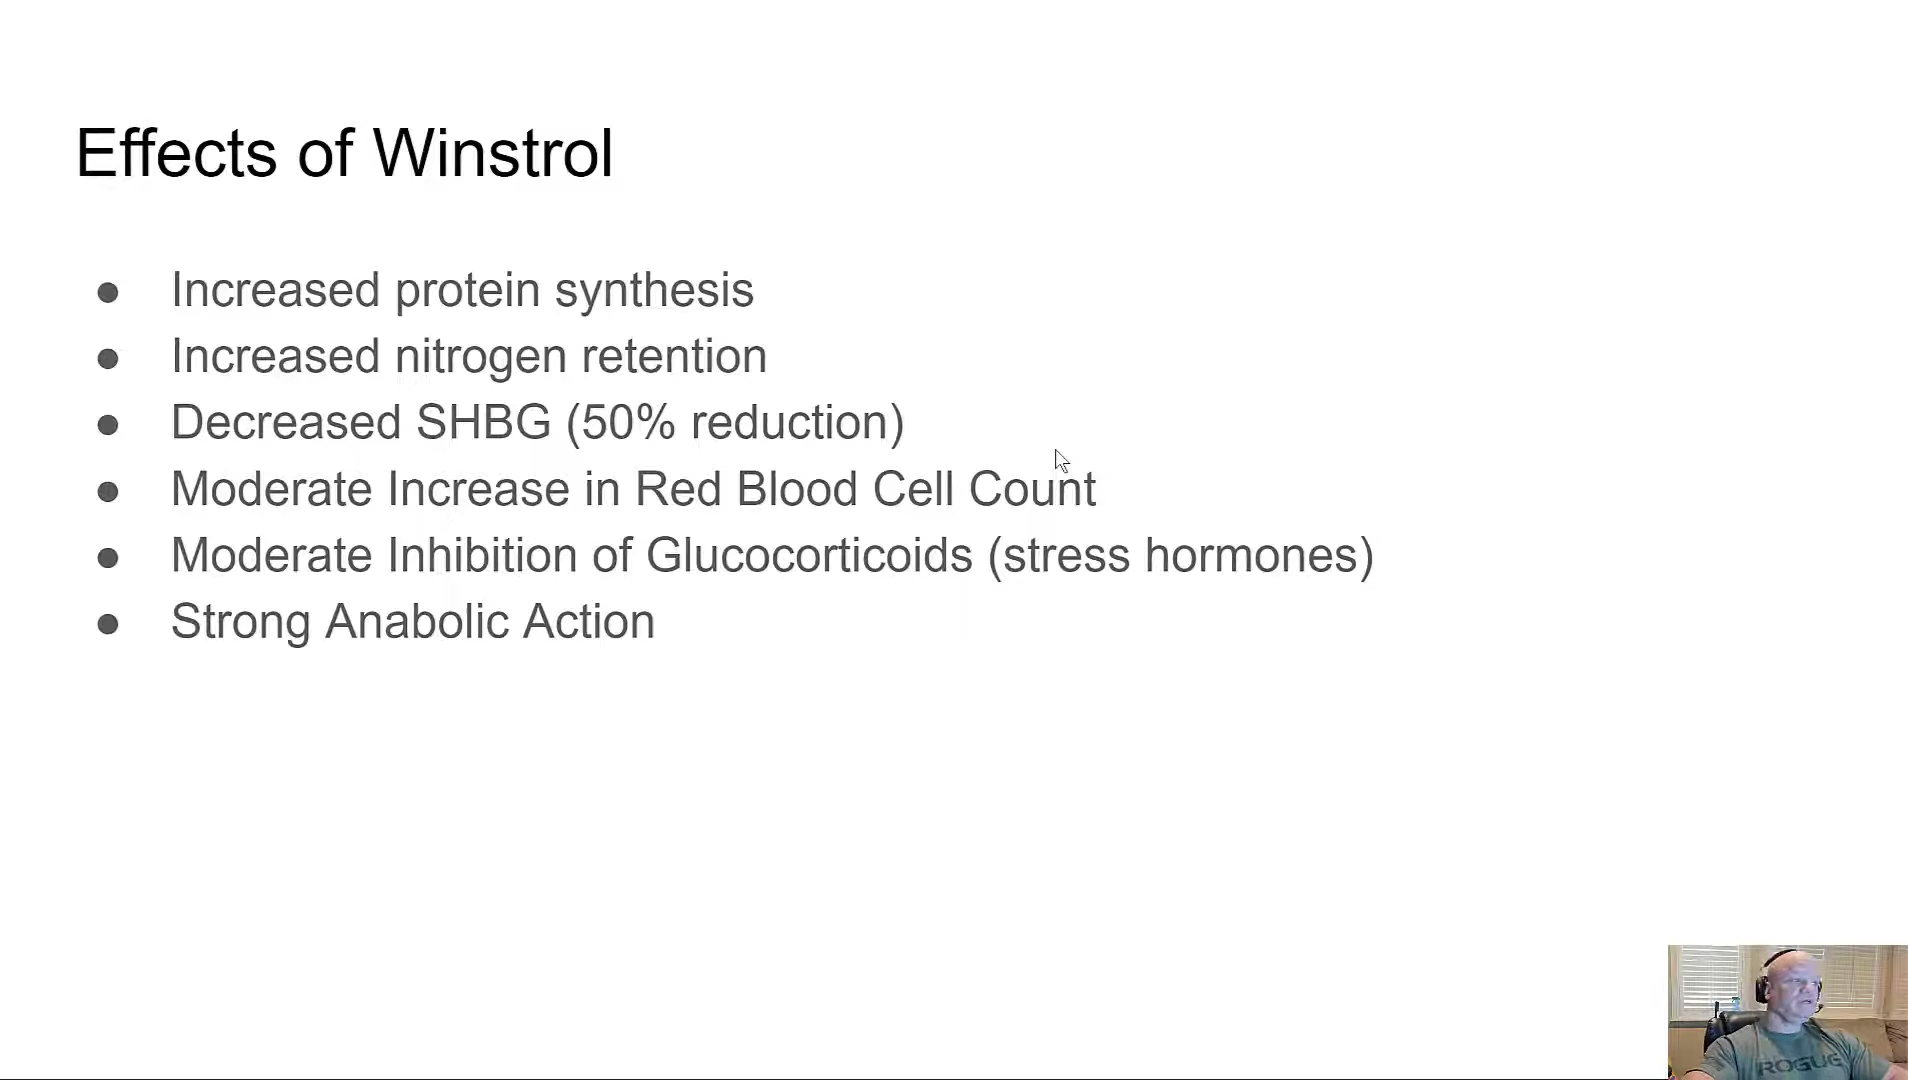 Effects of Winstrol
● Increased protein synthesis
● Increased nitrogen retention
● Decreased SHBG (50% reduction)
● Moderate Increase in Red Blood Cell Count
● Moderate Inhibition of Glucocorticoids (stress hormones)
● Strong Anabolic Action
ROGUE